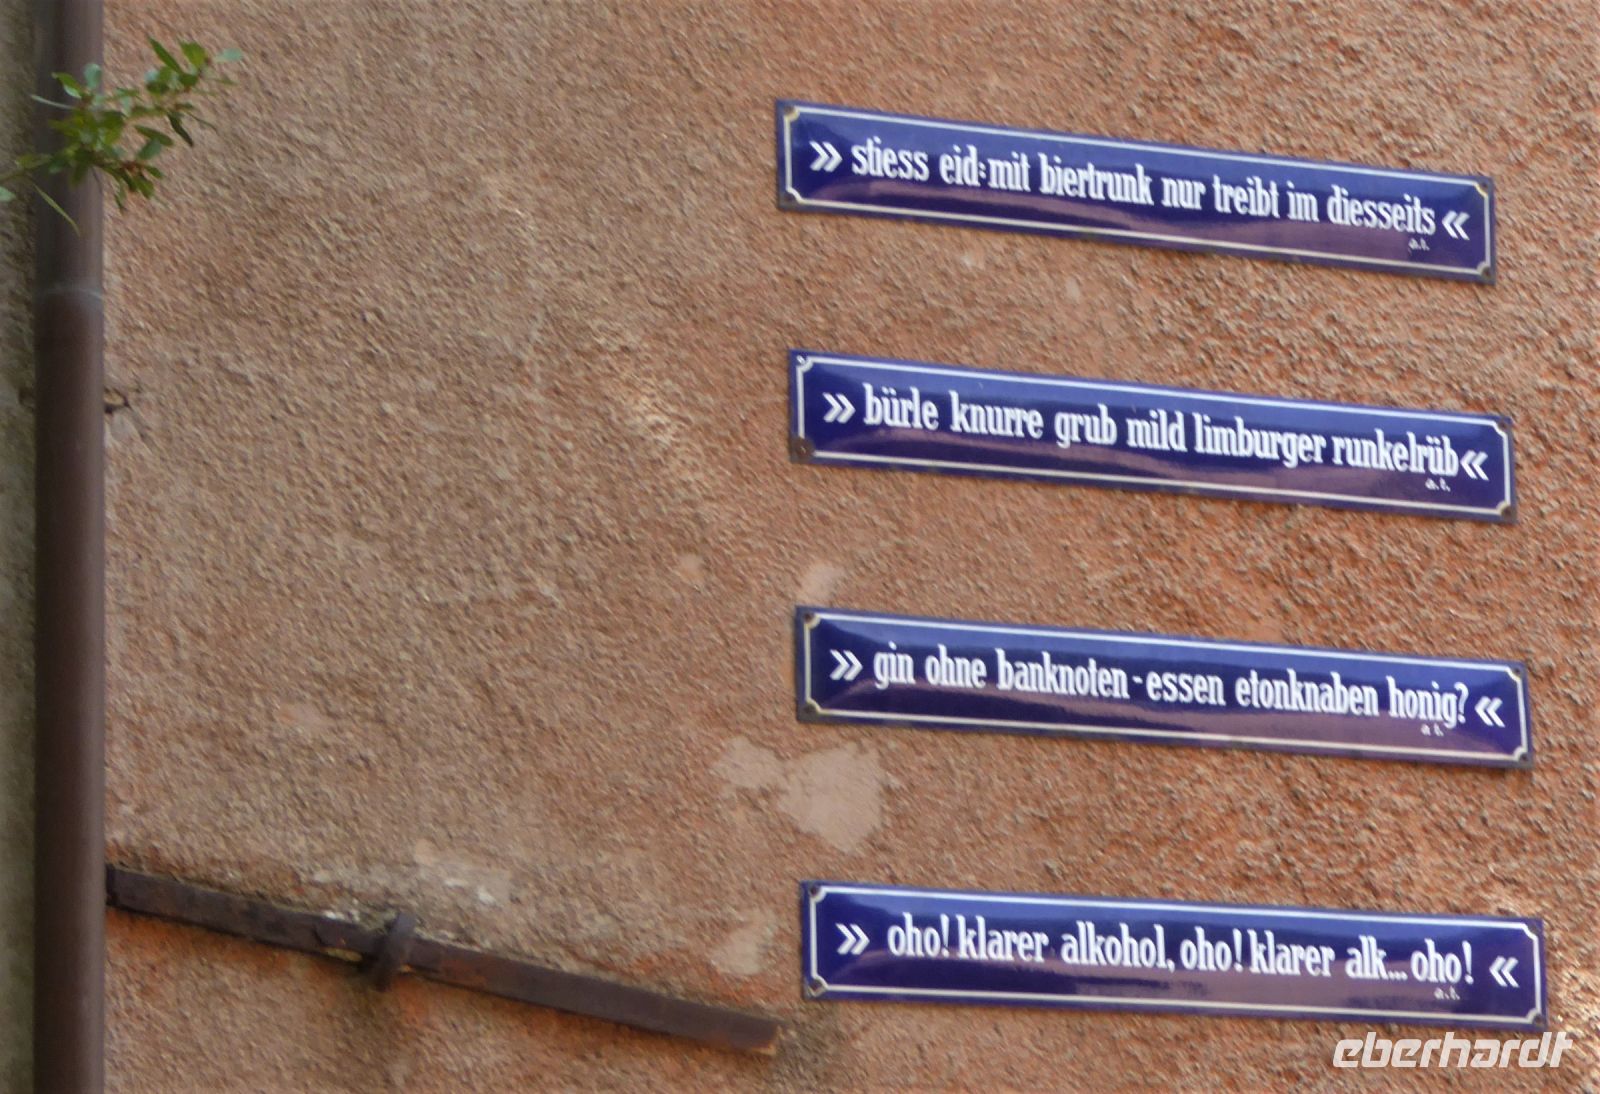 » stiess eid: mit biertrunk nur treibt im diesseits «
a.t.
» bürle knurre grub mild limburger runkelrüb «
a.t.
» gin ohne banknoten - essen etonknaben honig? «
a t.
» oho! klarer alkohol, oho! klarer alk... oho! «
a.t.
eberhardt